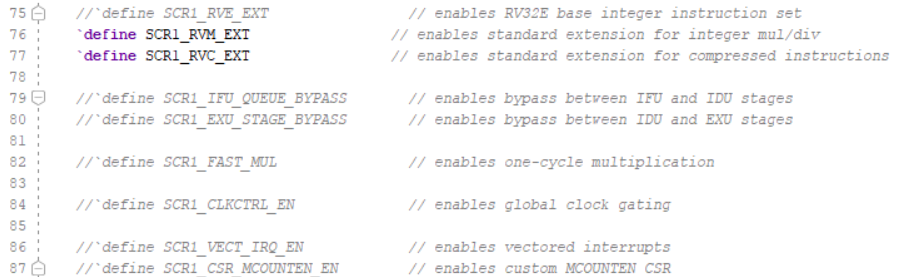 75 //`define SCR1_RVE_EXT // enables RV32E base integer instruction set
76 `define SCR1_RVM_EXT // enables standard extension for integer mul/div
77 `define SCR1_RVC_EXT // enables standard extension for compressed instructions
78
79 //`define SCR1_IFU_QUEUE_BYPASS // enables bypass between IFU and IDU stages
80 //`define SCR1_EXU_STAGE_BYPASS // enables bypass between IDU and EXU stages
81
82 //`define SCR1_FAST_MUL // enables one-cycle multiplication
83
84 //`define SCR1_CLKCTRL_EN // enables global clock gating
85
86 //`define SCR1_VECT_IRQ_EN // enables vectored interrupts
87 //`define SCR1_CSR_MCOUNTEN_EN // enables custom MCOUNTEN CSR